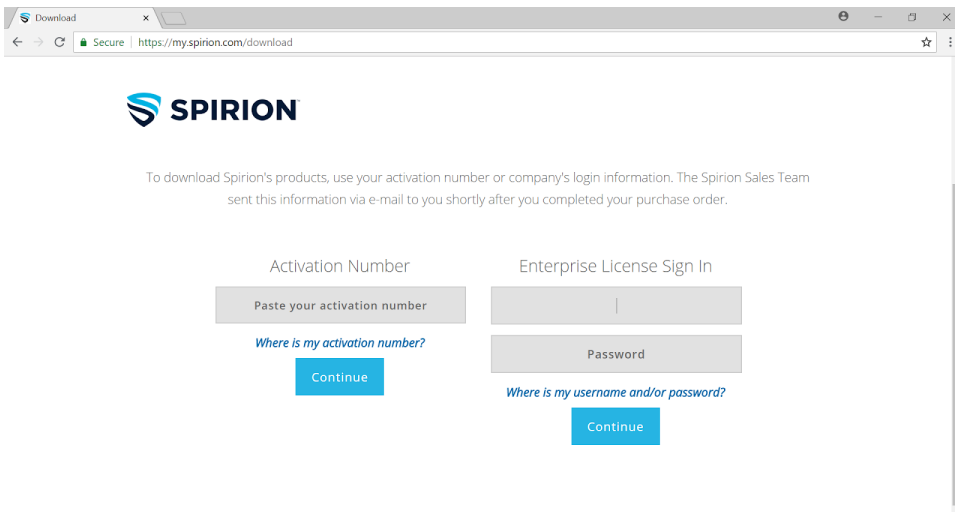 Download
Secure
https://my.spirion.com/download
SPIRION™
To download Spirion's products, use your activation number or company's login information. The Spirion Sales Team
sent this information via e-mail to you shortly after you completed your purchase order.
Activation Number
Paste your activation number
Where is my activation number?
Continue
Enterprise License Sign In
Password
Where is my username and/or password?
Continue